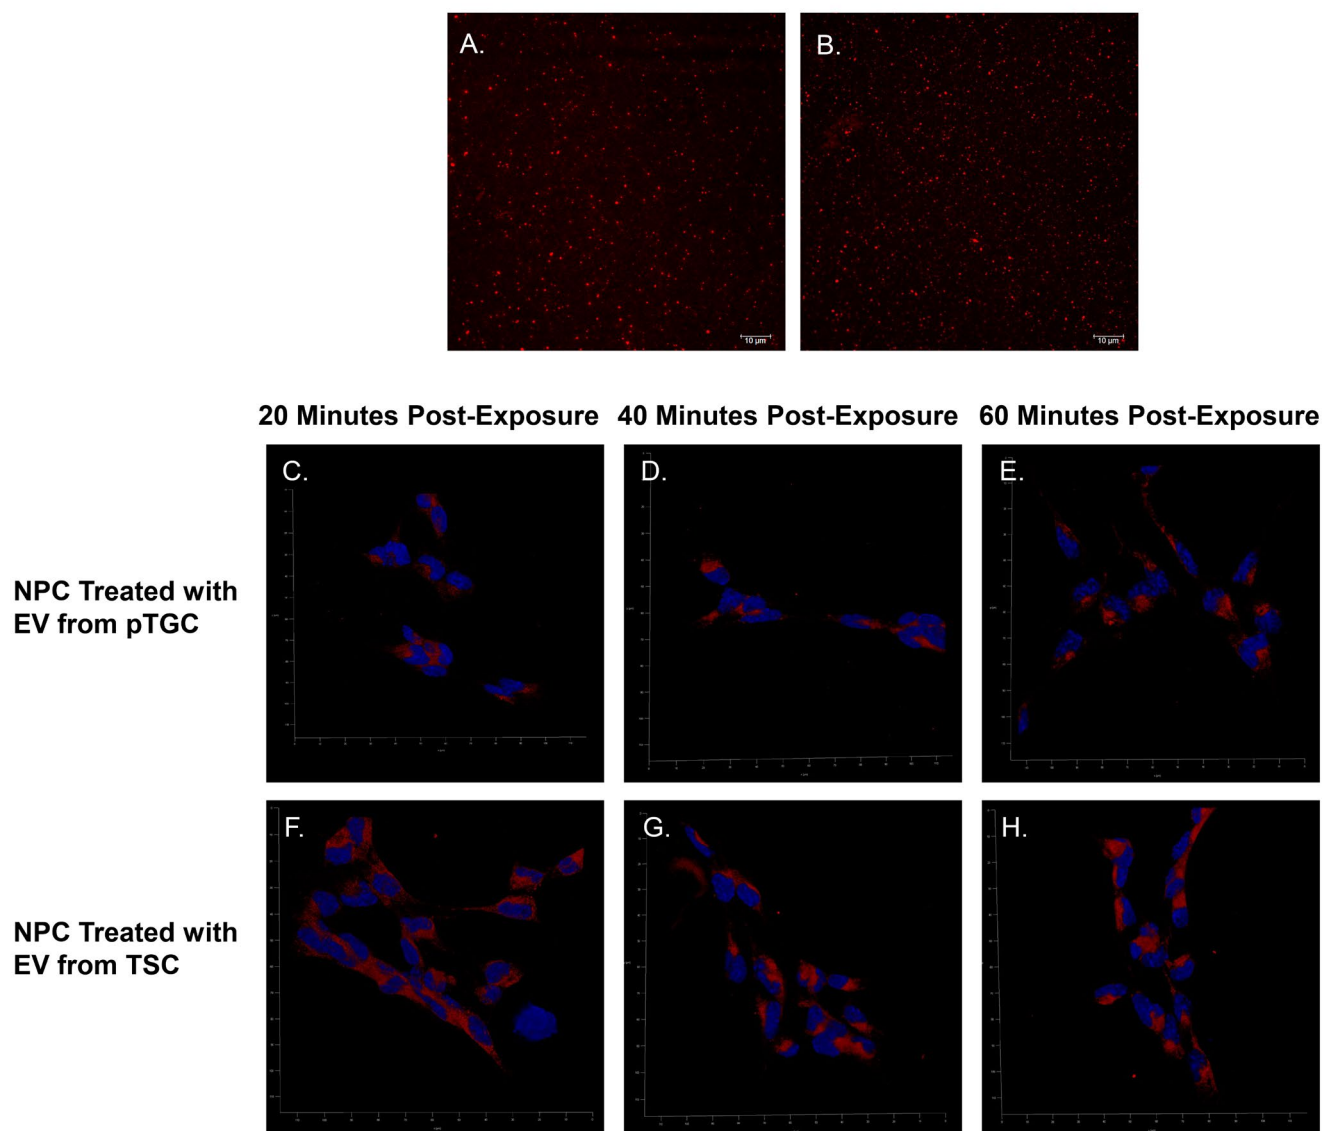 A.
B.
10 µm
10 µm
20 Minutes Post-Exposure
40 Minutes Post-Exposure
60 Minutes Post-Exposure
C.
D.
E.
NPC Treated with
EV from pTGC
F.
G.
H.
NPC Treated with
EV from TSC